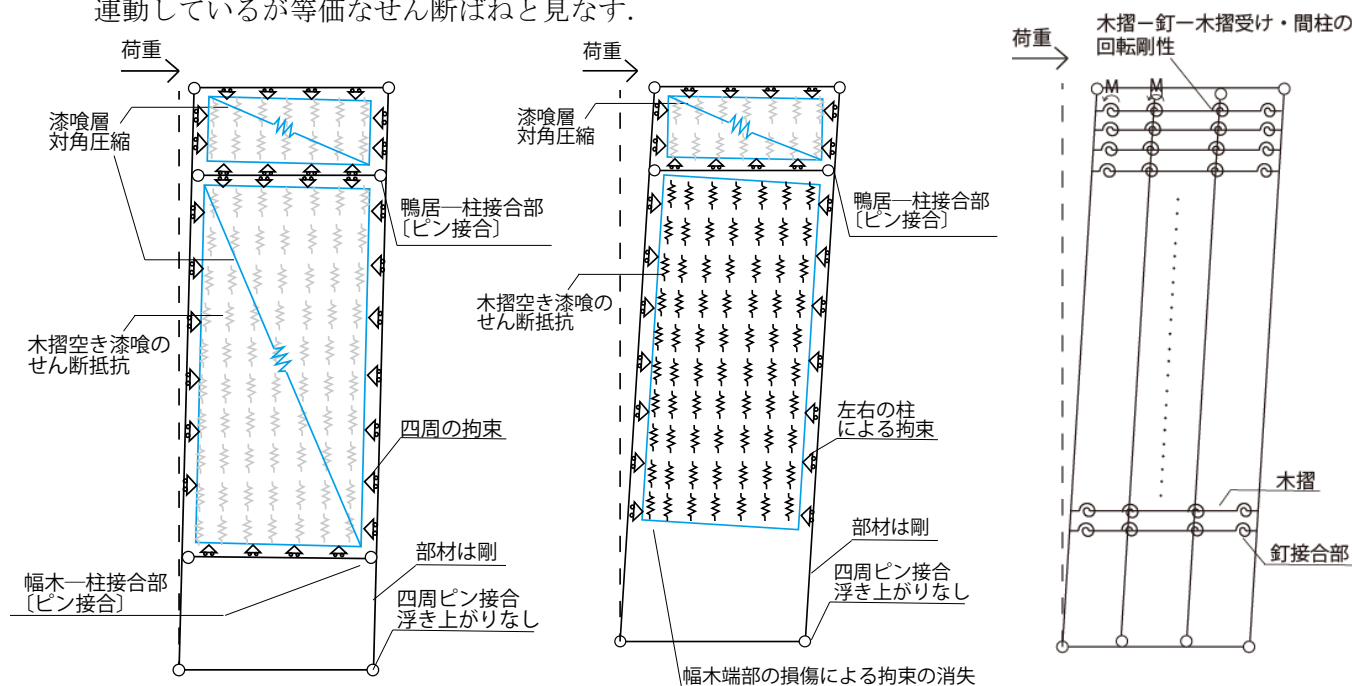 連動しているが等価なせん断ばねと見なす.
荷重
漆喰層
対角圧縮
鴨居―柱接合部
〔ピン接合〕
木摺空き漆喰の
せん断抵抗
四周の拘束
部材は剛
幅木―柱接合部
〔ピン接合〕
四周ピン接合
浮き上がりなし
荷重
漆喰層
対角圧縮
鴨居―柱接合部
〔ピン接合〕
木摺空き漆喰の
せん断抵抗
左右の柱
による拘束
部材は剛
四周ピン接合
浮き上がりなし
幅木端部の損傷による拘束の消失
木摺ー釘ー木摺受け・間柱の
回転剛性
荷重
M M
木摺
釘接合部